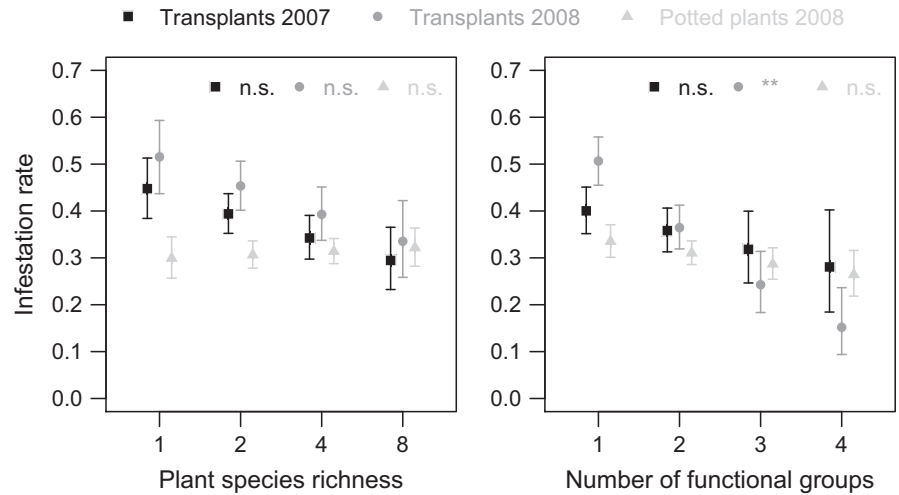 Transplants 2007 Transplants 2008 Potted plants 2008
0.7 0.7
n.s. n.s. n.s. n.s. ** n.s.
0.6 0.6
0.5 0.5
0.4 0.4
0.3 0.3
0.2 0.2
0.1 0.1
0.0 0.0
Infestation rate
1 2 4 8 1 2 3 4
Plant species richness Number of functional groups